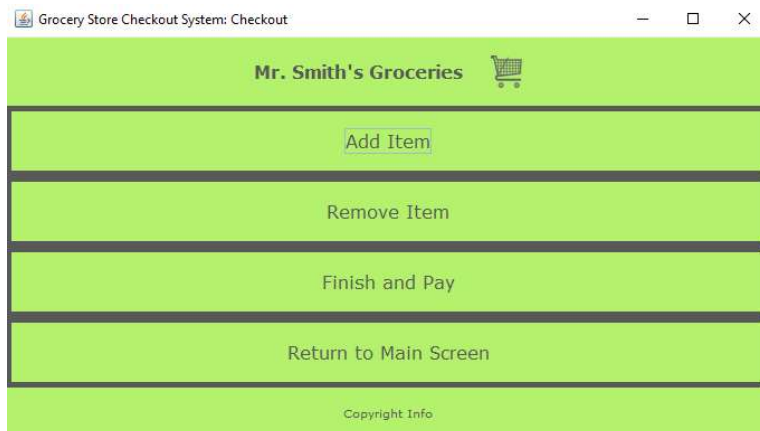 Grocery Store Checkout System: Checkout
Mr. Smith's Groceries
Add Item
Remove Item
Finish and Pay
Return to Main Screen
Copyright Info